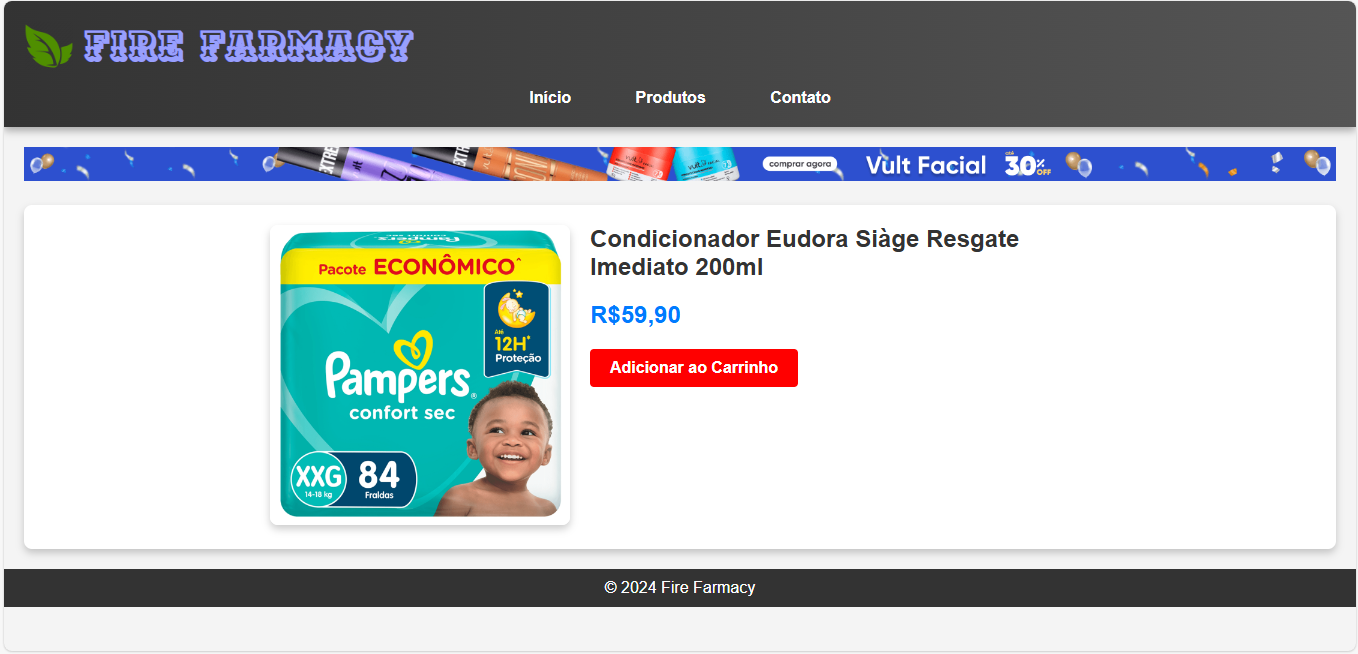 FIRE FARMACY
Início
Produtos
Contato
comprar agora
Vult Facial
até
30%
OFF
Pampers
Pacote ECONÔMICO^
Até
12H*
Proteção
Pampers®
confort sec
XXG
14-18 kg
84
Fraldas
Condicionador Eudora Siàge Resgate
Imediato 200ml
R$59,90
Adicionar ao Carrinho
© 2024 Fire Farmacy